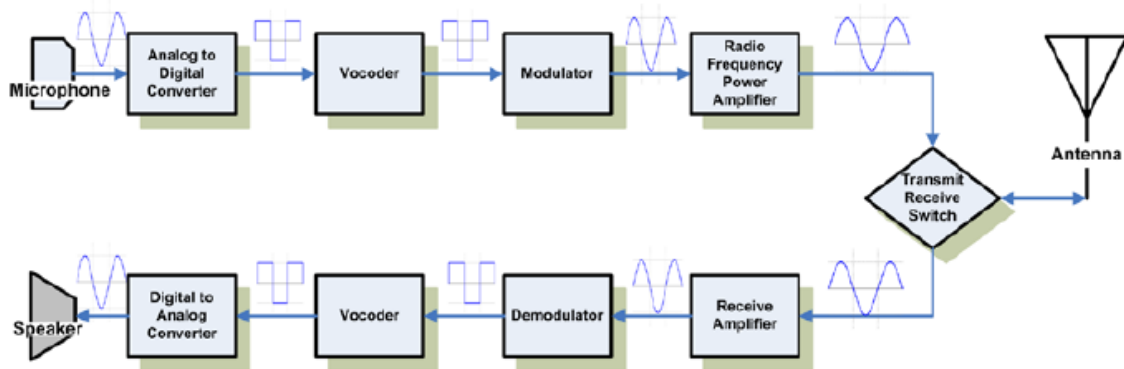 Microphone
Analog to
Digital
Converter
Vocoder
Modulator
Radio
Frequency
Power
Amplifier
Antenna
Transmit
Receive
Switch
Speaker
Digital to
Analog
Converter
Vocoder
Demodulator
Receive
Amplifier